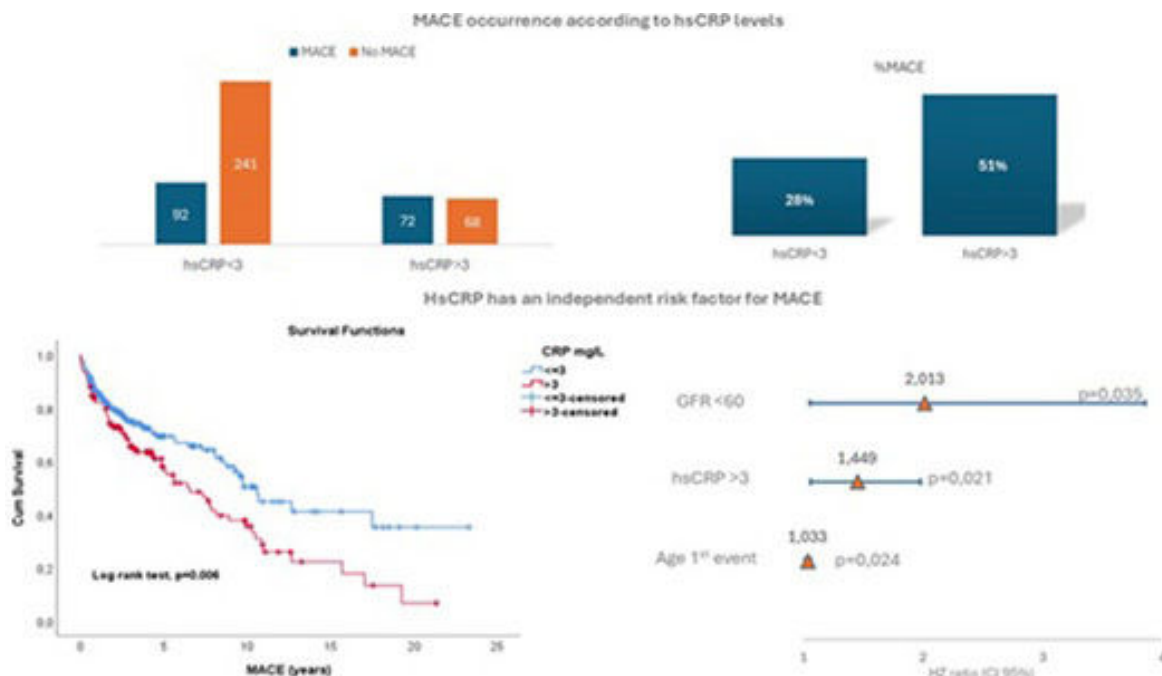 MACE occurrence according to hsCRP levels
MACE No MACE
241
92
72
68
hsCRP<3
hsCRP>3
%MACE
28%
51%
hsCRP<3
hsCRP>3
HsCRP has an independent risk factor for MACE
Survival Functions
CRP mg/L
<=3
>3
<=3-censored
>3-censored
Cum Survival
1.0
0.8
0.6
0.4
0.2
0.0
Log rank test, p=0.006
0 5 10 15 20 25
MACE (years)
GFR <60
2,013
p=0,035
hsCRP >3
1,449
p=0,021
Age 1st event
1,033
p=0,024
1 2 3 4
HZ ratio (CI 95%)